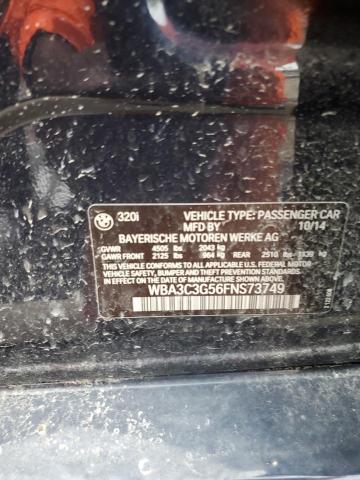 320i VEHICLE TYPE: PASSENGER CAR
MFD BY 10/14
BAYERISCHE MOTOREN WERKE AG
GVWR 4505 lbs 2043 kg
GAWR FRONT 2125 lbs 964 kg REAR 2510 lbs 1139 kg
THIS VEHICLE CONFORMS TO ALL APPLICABLE FEDERAL MOTOR
VEHICLE SAFETY, BUMPER AND THEFT PREVENTION STANDARDS IN
EFFECT ON THE DATE OF MANUFACTURE SHOWN ABOVE.
WBA3C3G56FNS73749